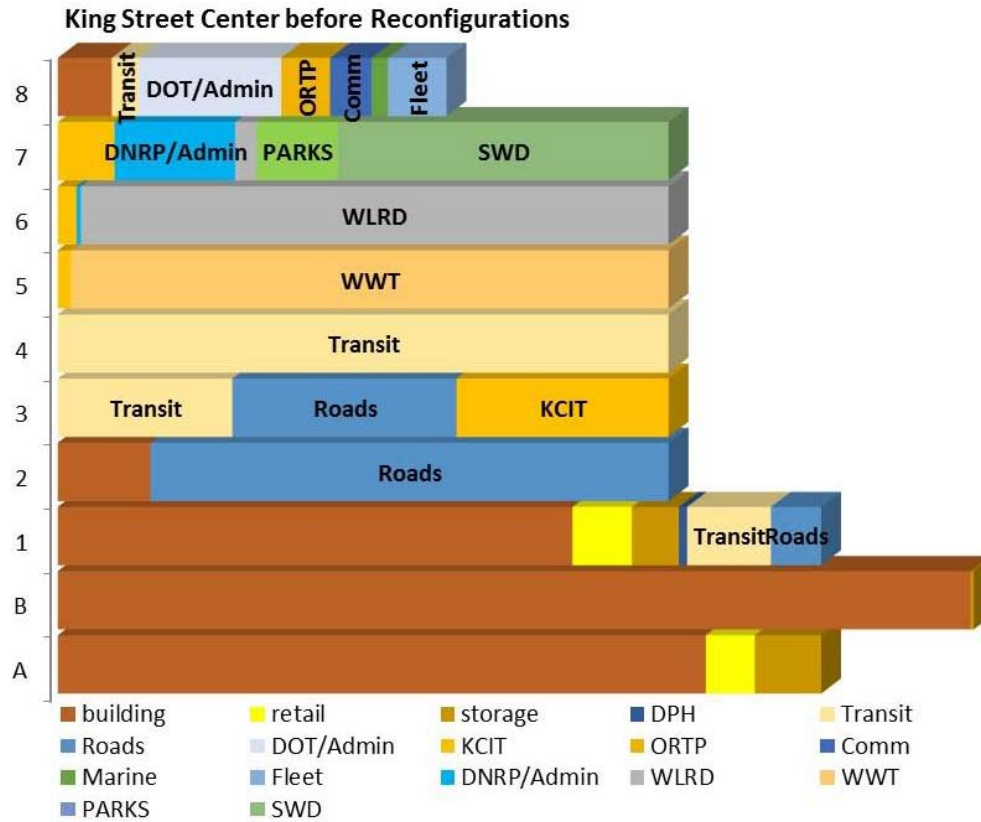 King Street Center before Reconfigurations
8 Transit DOT/Admin ORTP Comm Fleet
7 DNRP/Admin PARKS SWD
6 WLRD
5 WWT
4 Transit
3 Transit Roads KCIT
2 Roads
1 Transit Roads
B
A
building retail storage DPH Transit
Roads DOT/Admin KCIT ORTP Comm
Marine Fleet DNRP/Admin WLRD WWT
PARKS SWD